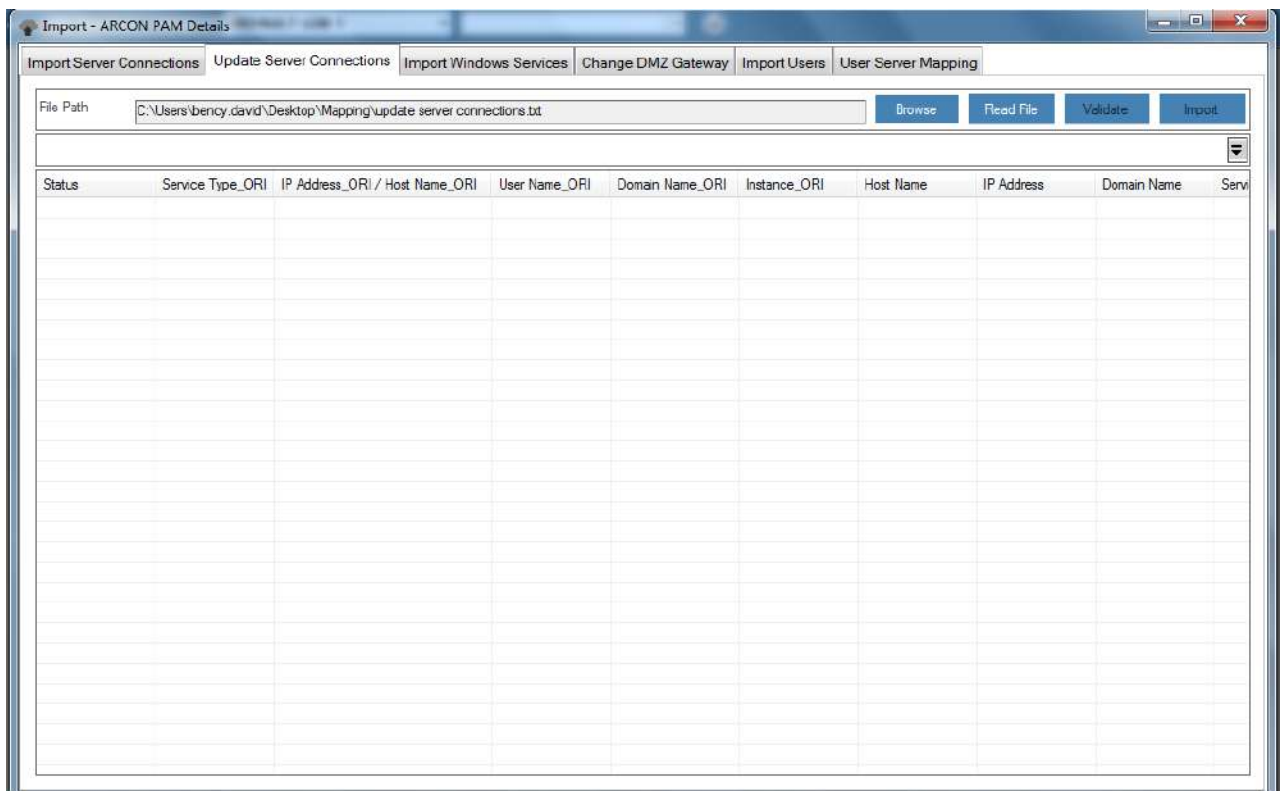 Import - ARCON PAM Details
Import Server Connections Update Server Connections Import Windows Services Change DMZ Gateway Import Users User Server Mapping
File Path C:\Users\bency.david\Desktop\Mapping\update server connections.txt Browse Read File Validate Import
Status Service Type_ORI IP Address_ORI / Host Name_ORI User Name_ORI Domain Name_ORI Instance_ORI Host Name IP Address Domain Name Servi